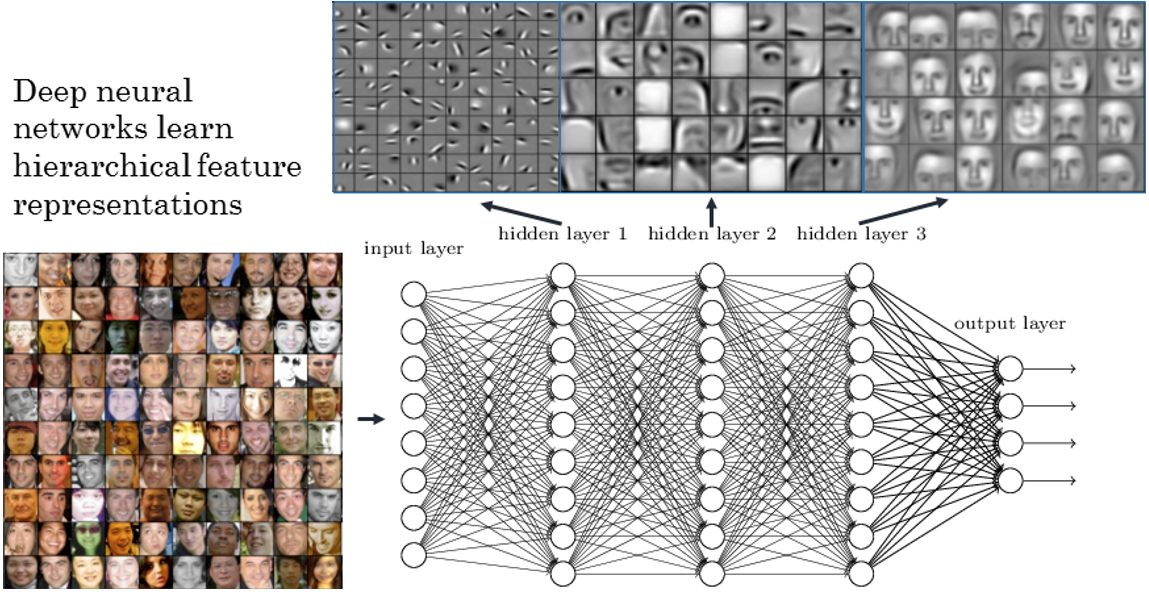 Deep neural
networks learn
hierarchical feature
representations
input layer
hidden layer 1
hidden layer 2
hidden layer 3
output layer